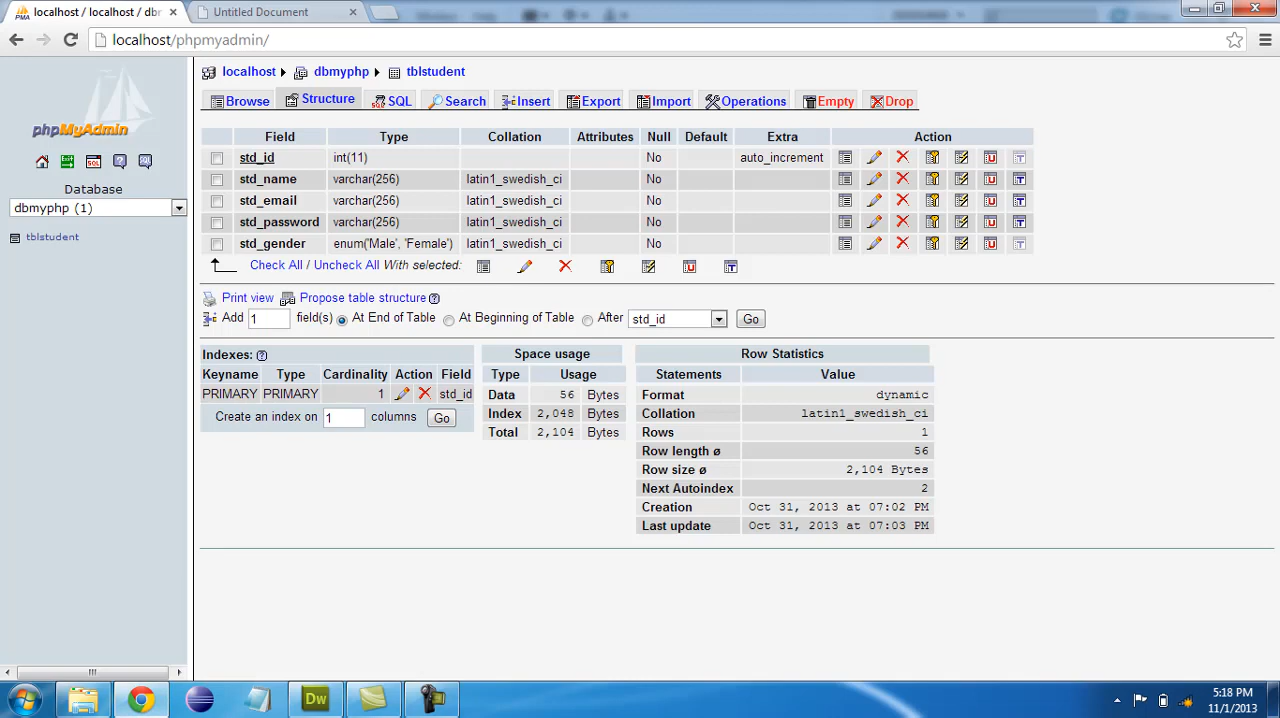 localhost / localhost / dbr
Untitled Document
localhost/phpmyadmin/
phpMyAdmin
Database
dbmyphp (1)
tblstudent
localhost dbmyphp tblstudent
Browse Structure SQL Search Insert Export Import Operations Empty Drop
Field Type Collation Attributes Null Default Extra Action
std_id int(11) No auto_increment
std_name varchar(256) latin1_swedish_ci No
std_email varchar(256) latin1_swedish_ci No
std_password varchar(256) latin1_swedish_ci No
std_gender enum('Male', 'Female') latin1_swedish_ci No
Check All / Uncheck All With selected:
Print view Propose table structure
Add 1 field(s) At End of Table At Beginning of Table After std_id Go
Indexes:
Keyname Type Cardinality Action Field
PRIMARY PRIMARY 1 std_id
Create an index on 1 columns Go
Space usage
Type Usage
Data 56 Bytes
Index 2,048 Bytes
Total 2,104 Bytes
Row Statistics
Statements Value
Format dynamic
Collation latin1_swedish_ci
Rows 1
Row length ø 56
Row size ø 2,104 Bytes
Next Autoindex 2
Creation Oct 31, 2013 at 07:02 PM
Last update Oct 31, 2013 at 07:03 PM
Dw
5:18 PM
11/1/2013